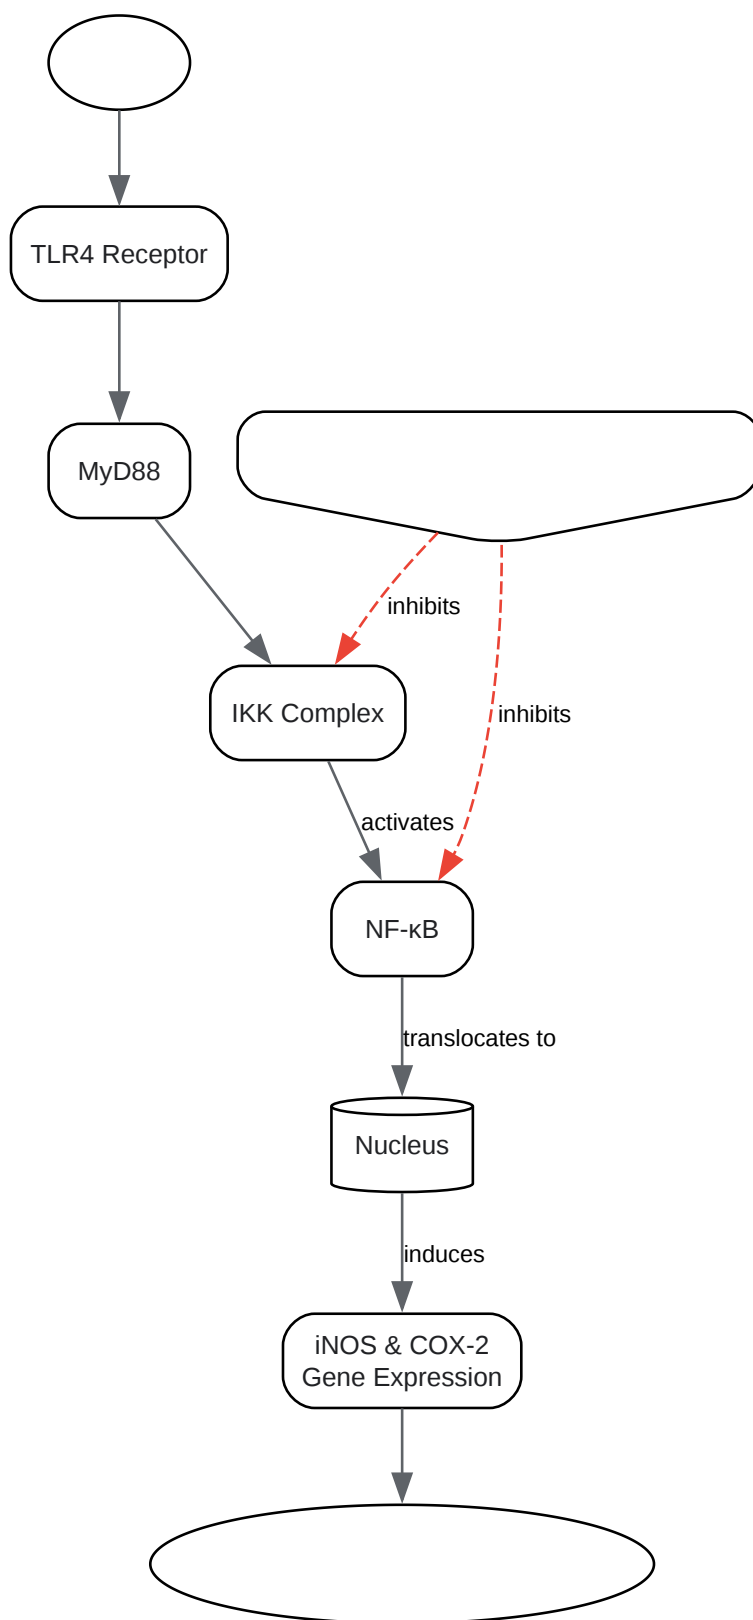 TLR4 Receptor
MyD88
inhibits
IKK Complex
inhibits
activates
NF-κB
translocates to
Nucleus
induces
iNOS & COX-2
Gene Expression